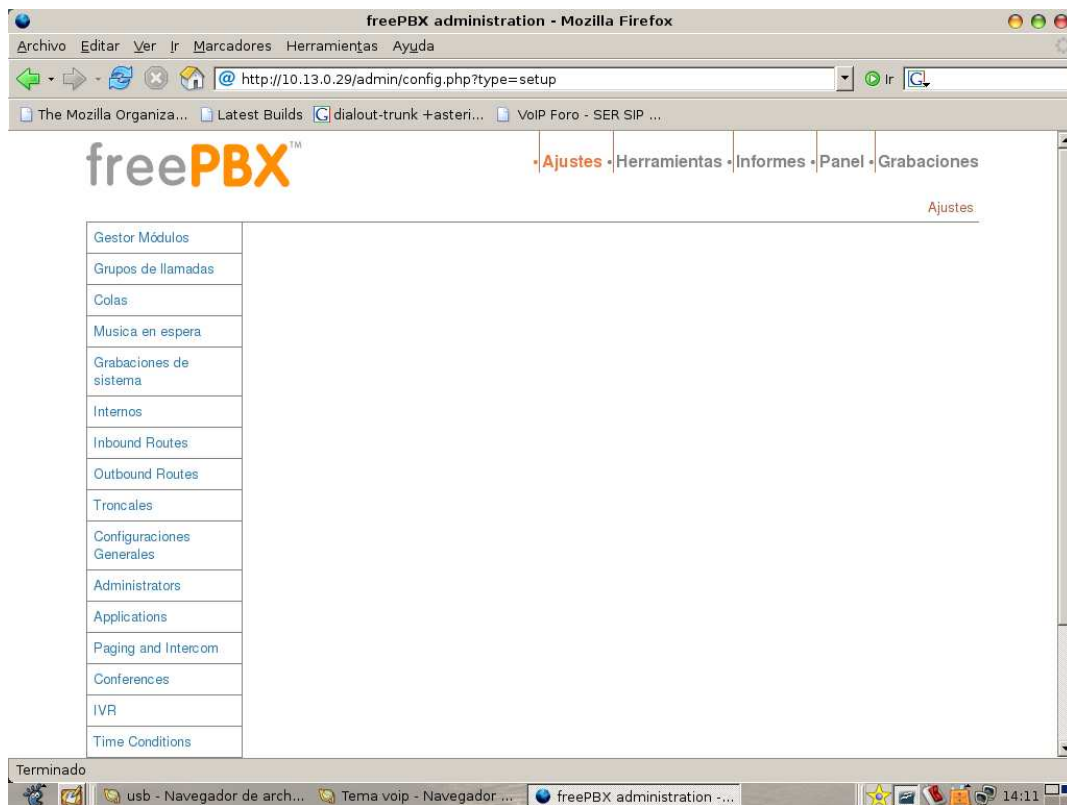 freePBX administration - Mozilla Firefox
Archivo Editar Ver Ir Marcadores Herramientas Ayuda
http://10.13.0.29/admin/config.php?type=setup
Ir
The Mozilla Organiza... Latest Builds dialout-trunk +asteri... VoIP Foro - SER SIP ...
freePBX™
Ajustes Herramientas Informes Panel Grabaciones
Ajustes
Gestor Módulos
Grupos de llamadas
Colas
Musica en espera
Grabaciones de
sistema
Internos
Inbound Routes
Outbound Routes
Troncales
Configuraciones
Generales
Administrators
Applications
Paging and Intercom
Conferences
IVR
Time Conditions
Terminado
usb - Navegador de arch... Tema voip - Navegador ... freePBX administration -... 14:11